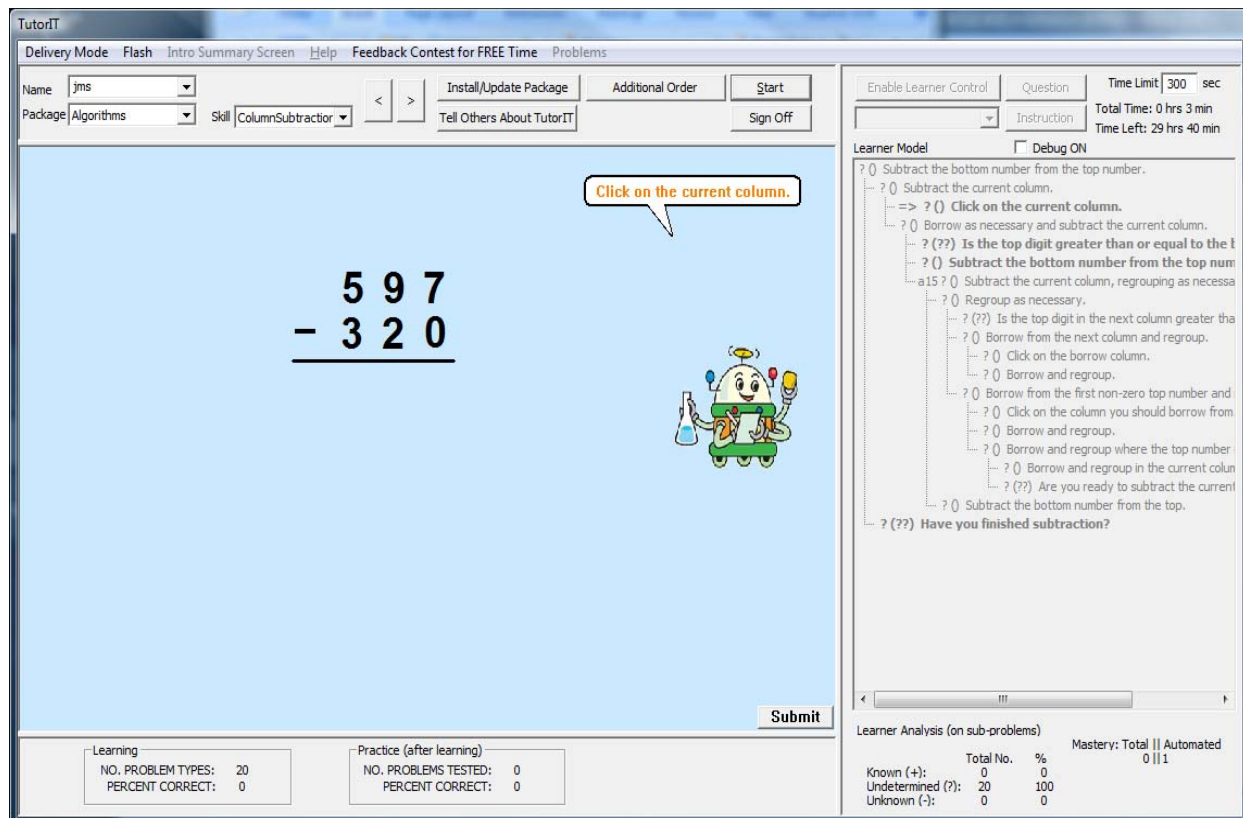 TutorIT
Delivery Mode Flash Intro Summary Screen Help Feedback Contest for FREE Time Problems
Name jms
Package Algorithms
Skill ColumnSubtraction
< >
Install/Update Package
Additional Order
Start
Tell Others About TutorIT
Sign Off
Click on the current column.
5 9 7
− 3 2 0
Submit
Learning
NO. PROBLEM TYPES: 20
PERCENT CORRECT: 0
Practice (after learning)
NO. PROBLEMS TESTED: 0
PERCENT CORRECT: 0
Enable Learner Control
Question
Time Limit 300 sec
Instruction
Total Time: 0 hrs 3 min
Time Left: 29 hrs 40 min
Learner Model
Debug ON
? () Subtract the bottom number from the top number.
? () Subtract the current column.
=> ? () Click on the current column.
? () Borrow as necessary and subtract the current column.
? (??) Is the top digit greater than or equal to the b
? () Subtract the bottom number from the top num
a15 ? () Subtract the current column, regrouping as necessa
? () Regroup as necessary.
? (??) Is the top digit in the next column greater tha
? () Borrow from the next column and regroup.
? () Click on the borrow column.
? () Borrow and regroup.
? () Borrow from the first non-zero top number and
? () Click on the column you should borrow from
? () Borrow and regroup.
? () Borrow and regroup where the top number
? () Borrow and regroup in the current colum
? (??) Are you ready to subtract the current
? () Subtract the bottom number from the top.
? (??) Have you finished subtraction?
Learner Analysis (on sub-problems)
Mastery: Total || Automated
0 || 1
Total No. %
Known (+): 0 0
Undetermined (?): 20 100
Unknown (-): 0 0